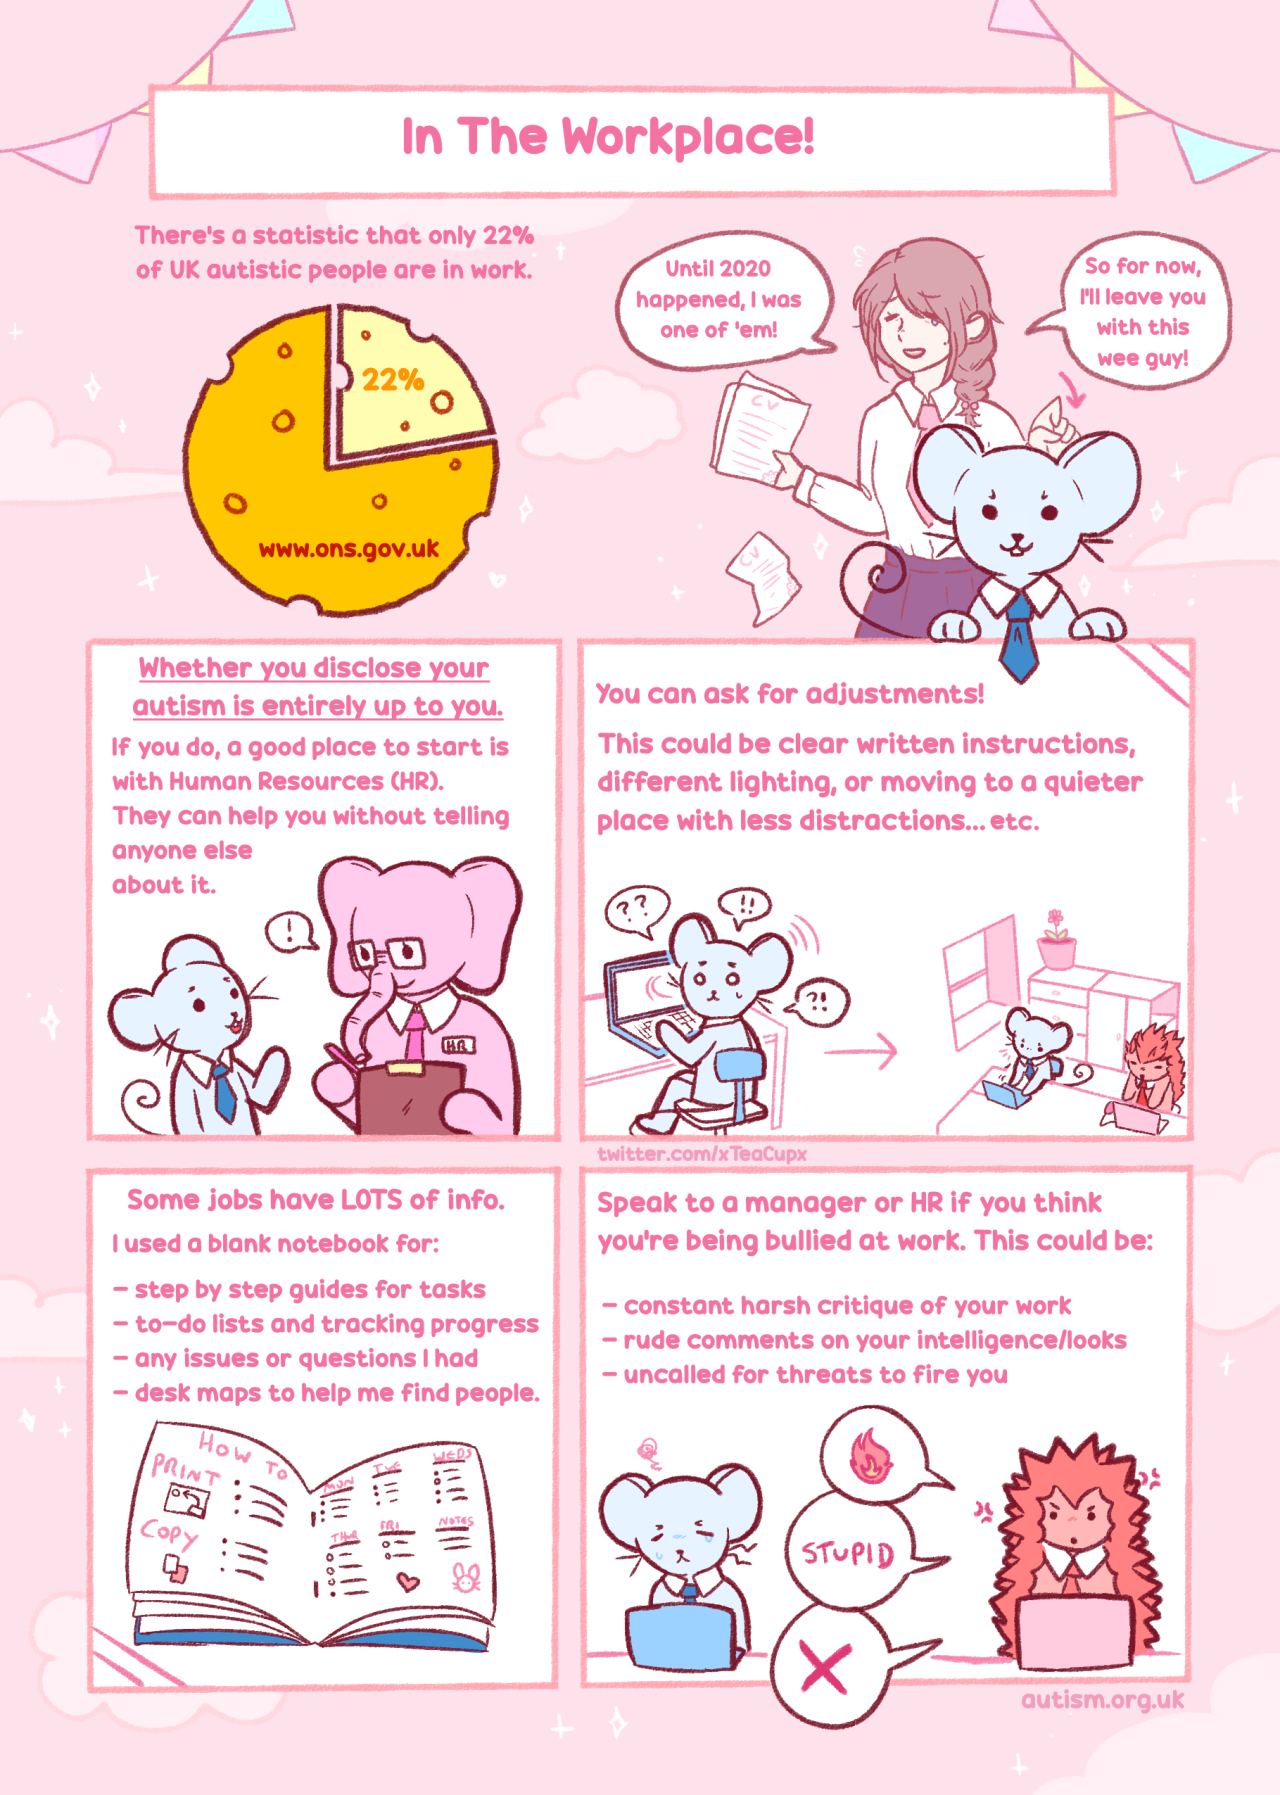 In The Workplace!
There's a statistic that only 22%
of UK autistic people are in work.
22%
www.ons.gov.uk
Until 2020
happened, I was
one of 'em!
So for now,
I'll leave you
with this
wee guy!
CV
CV
Whether you disclose your
autism is entirely up to you.
If you do, a good place to start is
with Human Resources (HR).
They can help you without telling
anyone else
about it.
!
HR
You can ask for adjustments!
This could be clear written instructions,
different lighting, or moving to a quieter
place with less distractions... etc.
??
!!
?!
twitter.com/xTeaCupx
Some jobs have LOTS of info.
I used a blank notebook for:
- step by step guides for tasks
- to-do lists and tracking progress
- any issues or questions I had
- desk maps to help me find people.
HOW TO
PRINT
COPY
MON
TUE
WEDS
THUR
FRI
NOTES
Speak to a manager or HR if you think
you're being bullied at work. This could be:
- constant harsh critique of your work
- rude comments on your intelligence/looks
- uncalled for threats to fire you
STUPID
autism.org.uk